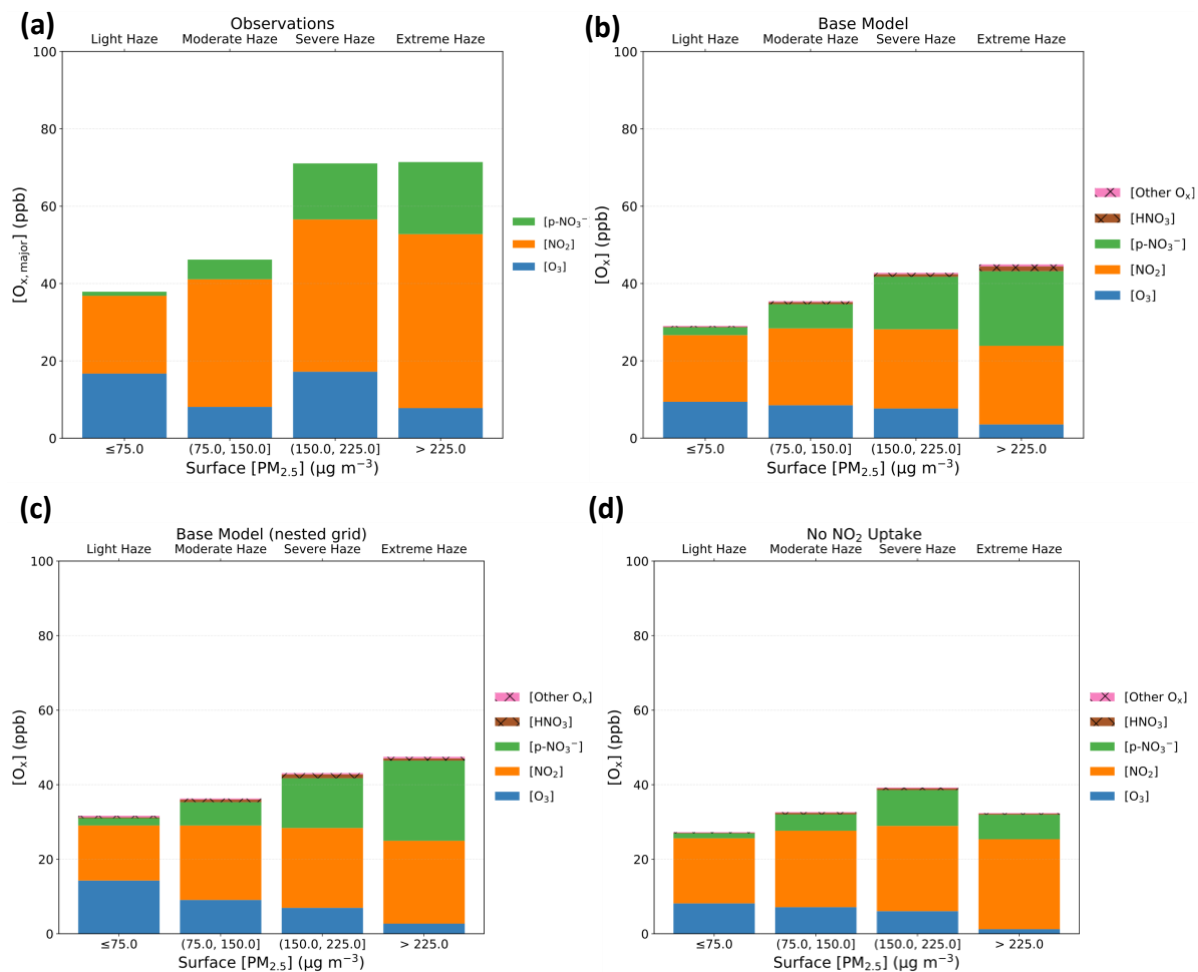 (a)
Observations
Light Haze Moderate Haze Severe Haze Extreme Haze
100
80
60
40
20
0
[Oₓ,major] (ppb)
≤75.0 (75.0, 150.0] (150.0, 225.0] > 225.0
Surface [PM₂.₅] (μg m⁻³)
[p-NO₃⁻]
[NO₂]
[O₃]
(b)
Base Model
Light Haze Moderate Haze Severe Haze Extreme Haze
100
80
60
40
20
0
[Oₓ] (ppb)
≤75.0 (75.0, 150.0] (150.0, 225.0] > 225.0
Surface [PM₂.₅] (μg m⁻³)
[Other Oₓ]
[HNO₃]
[p-NO₃⁻]
[NO₂]
[O₃]
(c)
Base Model (nested grid)
Light Haze Moderate Haze Severe Haze Extreme Haze
100
80
60
40
20
0
[Oₓ] (ppb)
≤75.0 (75.0, 150.0] (150.0, 225.0] > 225.0
Surface [PM₂.₅] (μg m⁻³)
[Other Oₓ]
[HNO₃]
[p-NO₃⁻]
[NO₂]
[O₃]
(d)
No NO₂ Uptake
Light Haze Moderate Haze Severe Haze Extreme Haze
100
80
60
40
20
0
[Oₓ] (ppb)
≤75.0 (75.0, 150.0] (150.0, 225.0] > 225.0
Surface [PM₂.₅] (μg m⁻³)
[Other Oₓ]
[HNO₃]
[p-NO₃⁻]
[NO₂]
[O₃]